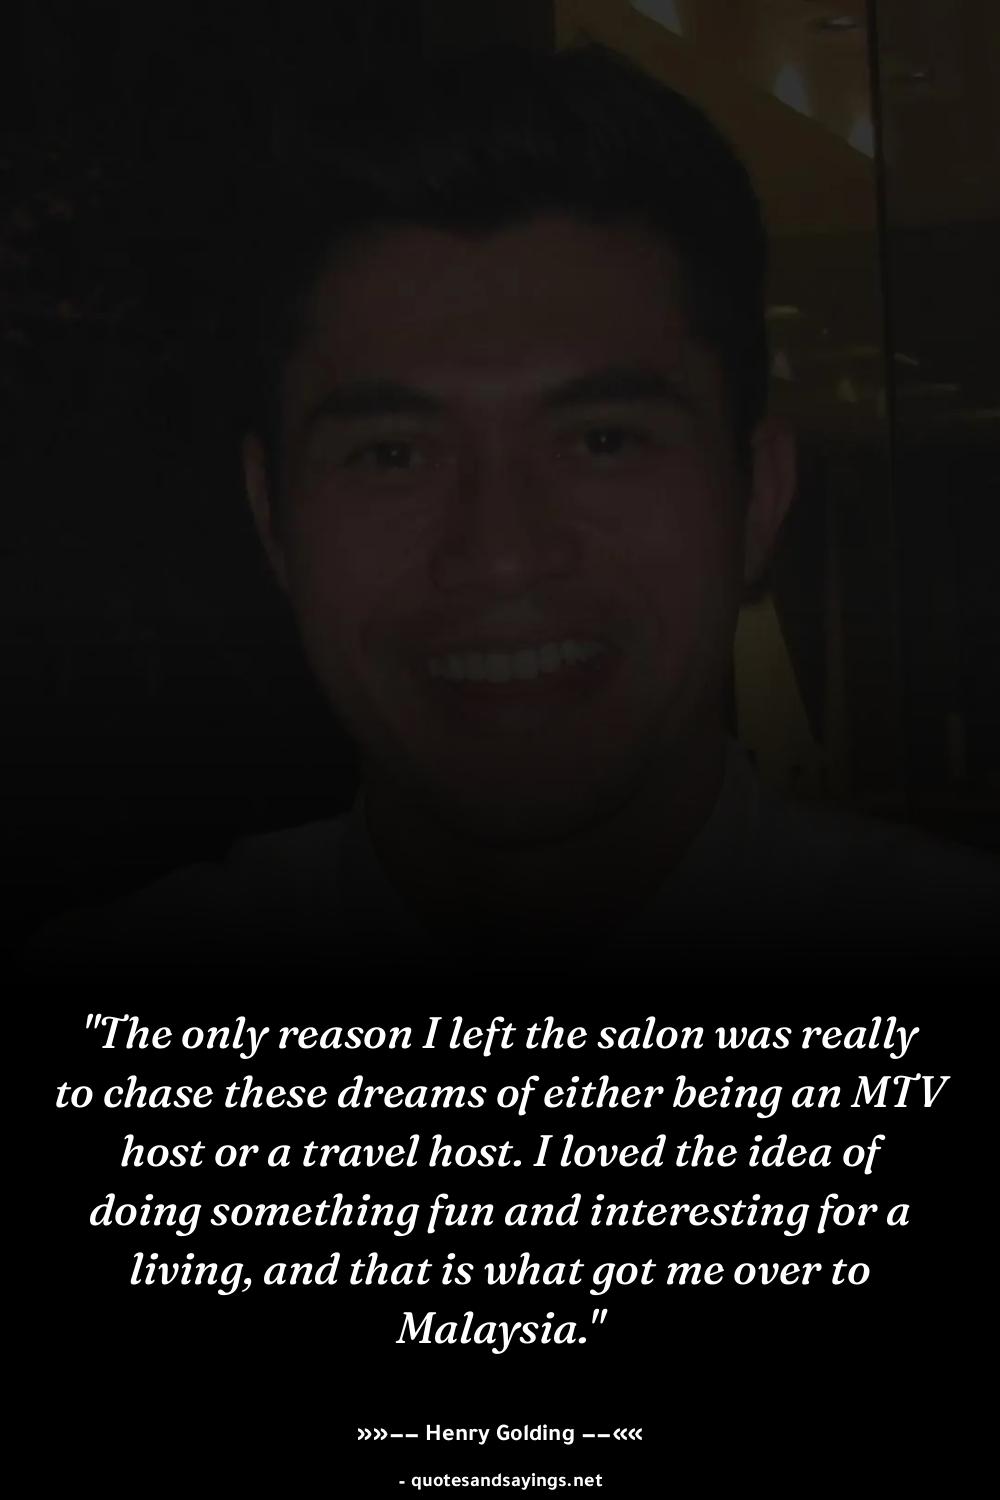 "The only reason I left the salon was really
to chase these dreams of either being an MTV
host or a travel host. I loved the idea of
doing something fun and interesting for a
living, and that is what got me over to
Malaysia."
»»−− Henry Golding −−««
- quotesandsayings.net